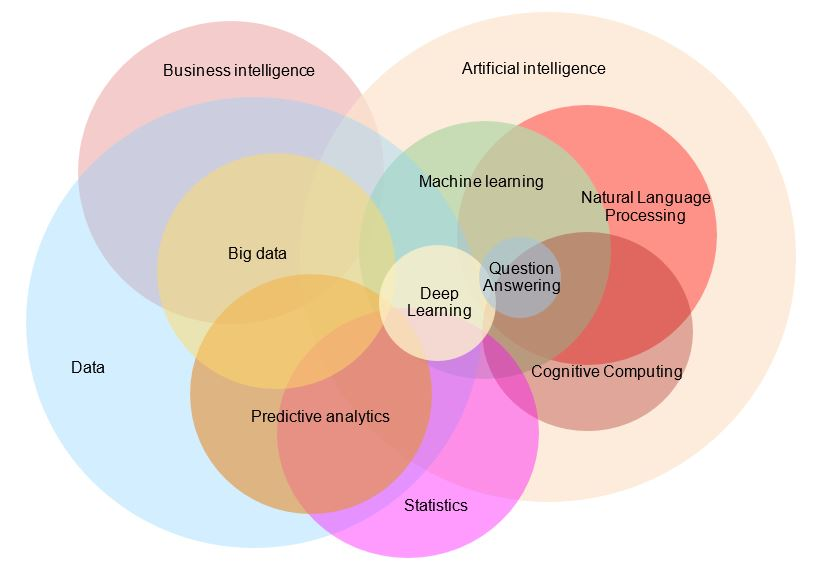 Business intelligence
Artificial intelligence
Machine learning
Natural Language
Processing
Big data
Question
Answering
Deep
Learning
Data
Cognitive Computing
Predictive analytics
Statistics